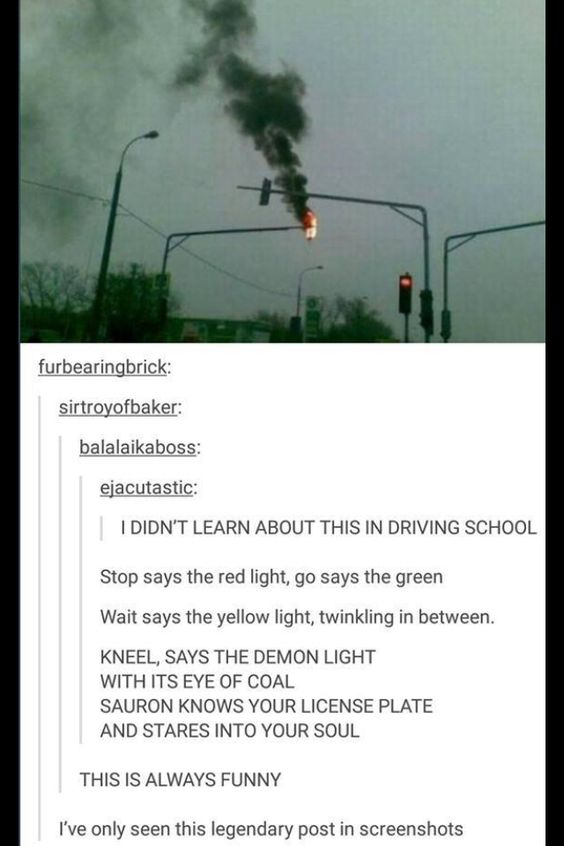 furbearingbrick:
sirtroyofbaker:
balalaikaboss:
ejacutastic:
I DIDN'T LEARN ABOUT THIS IN DRIVING SCHOOL
Stop says the red light, go says the green
Wait says the yellow light, twinkling in between.
KNEEL, SAYS THE DEMON LIGHT
WITH ITS EYE OF COAL
SAURON KNOWS YOUR LICENSE PLATE
AND STARES INTO YOUR SOUL
THIS IS ALWAYS FUNNY
I've only seen this legendary post in screenshots